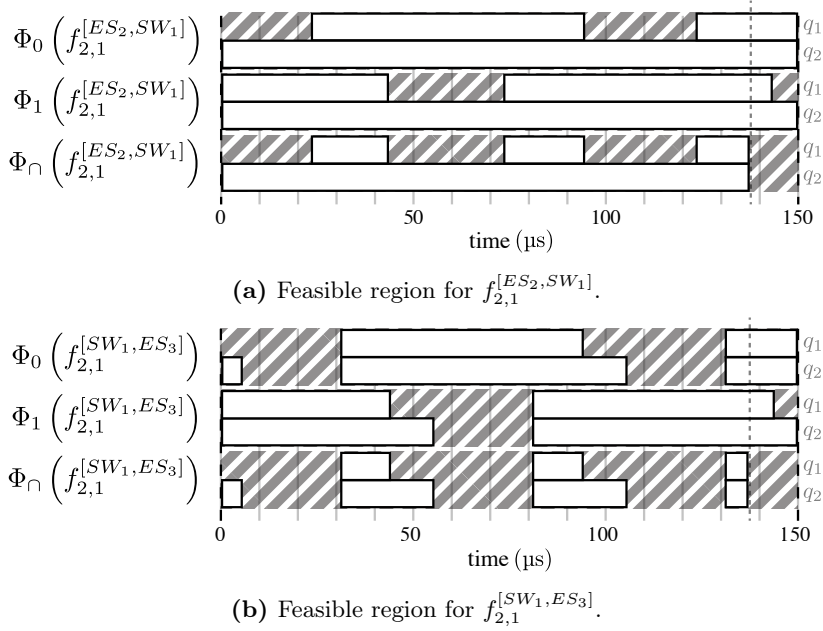 Φ₀ (f₂,₁^[ES₂,SW₁]) q₁
q₂
Φ₁ (f₂,₁^[ES₂,SW₁]) q₁
q₂
Φ∩ (f₂,₁^[ES₂,SW₁]) q₁
q₂
0 50 100 150
time (µs)
(a) Feasible region for f₂,₁^[ES₂,SW₁].
Φ₀ (f₂,₁^[SW₁,ES₃]) q₁
q₂
Φ₁ (f₂,₁^[SW₁,ES₃]) q₁
q₂
Φ∩ (f₂,₁^[SW₁,ES₃]) q₁
q₂
0 50 100 150
time (µs)
(b) Feasible region for f₂,₁^[SW₁,ES₃].